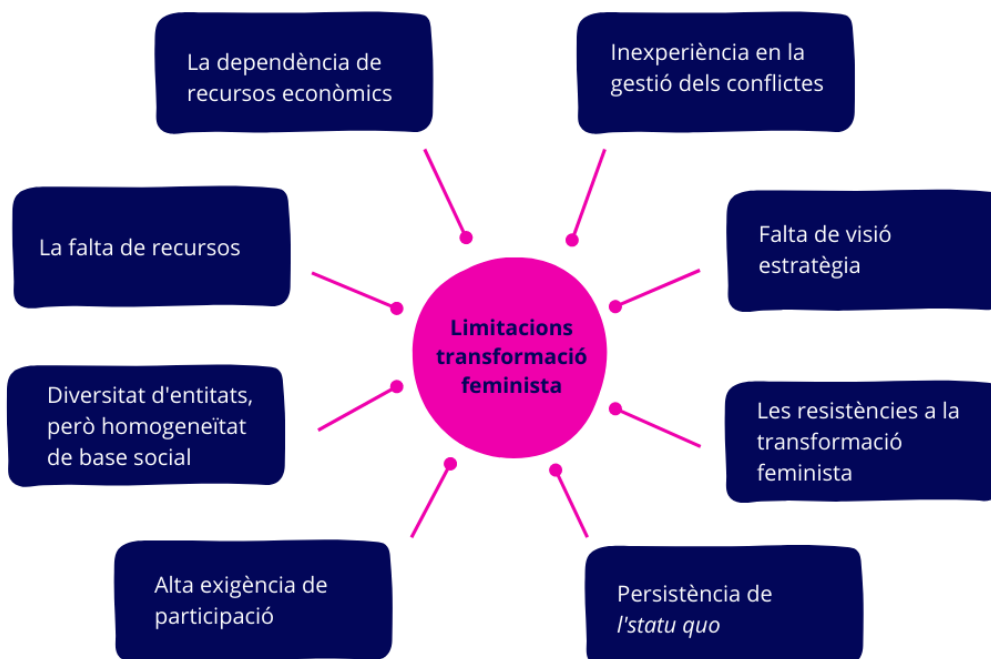 La dependència de
recursos econòmics
Inexperiència en la
gestió dels conflictes
La falta de recursos
Falta de visió
estratègia
Limitacions
transformació
feminista
Diversitat d'entitats,
però homogeneïtat
de base social
Les resistències a la
transformació
feminista
Alta exigència de
participació
Persistència de
l'statu quo